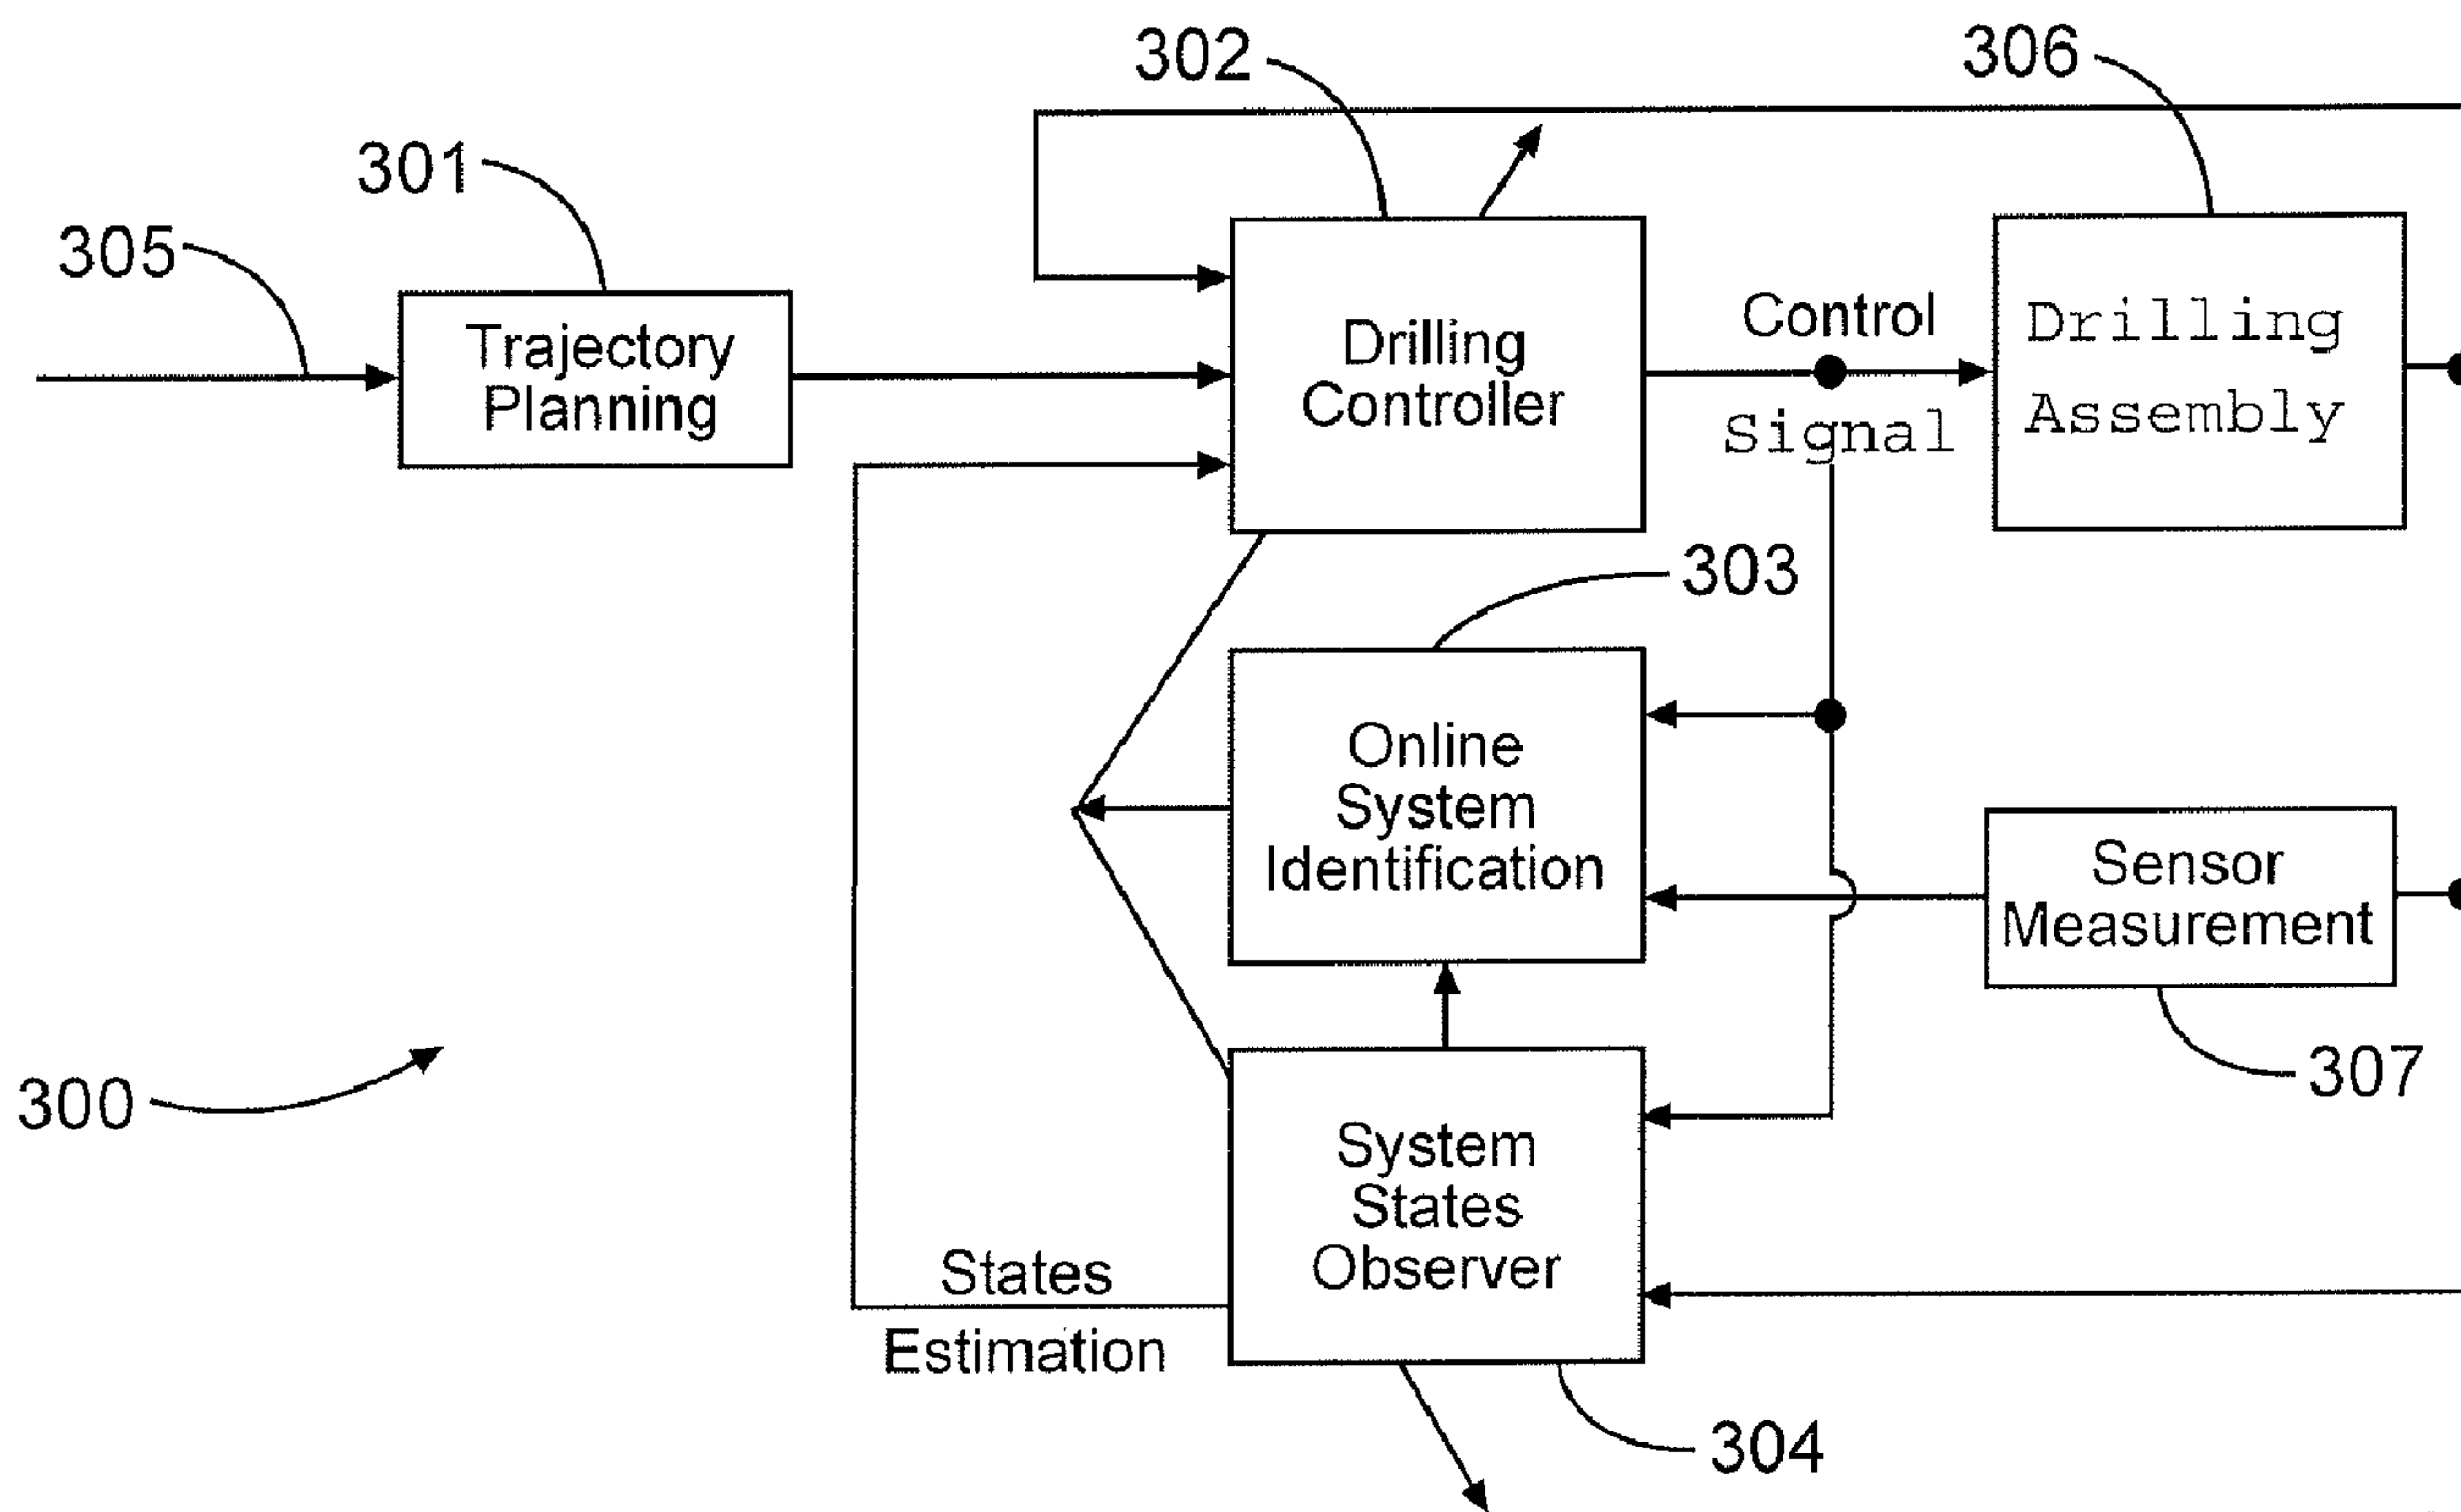 302
306
301
305
Trajectory
Planning
Drilling
Controller
Control
Signal
Drilling
Assembly
303
Online
System
Identification
Sensor
Measurement
300
307
System
States
Observer
States
Estimation
304